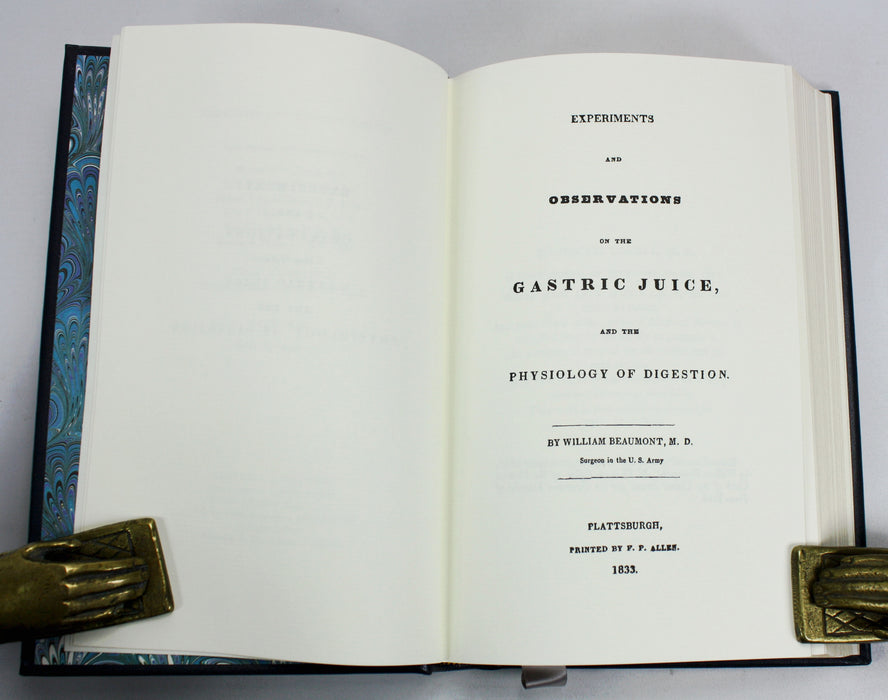 EXPERIMENTS
AND
OBSERVATIONS
ON THE
GASTRIC JUICE,
AND THE
PHYSIOLOGY OF DIGESTION.
BY WILLIAM BEAUMONT, M. D.
Surgeon in the U. S. Army
PLATTSBURGH,
PRINTED BY F. P. ALLEN.
1833.